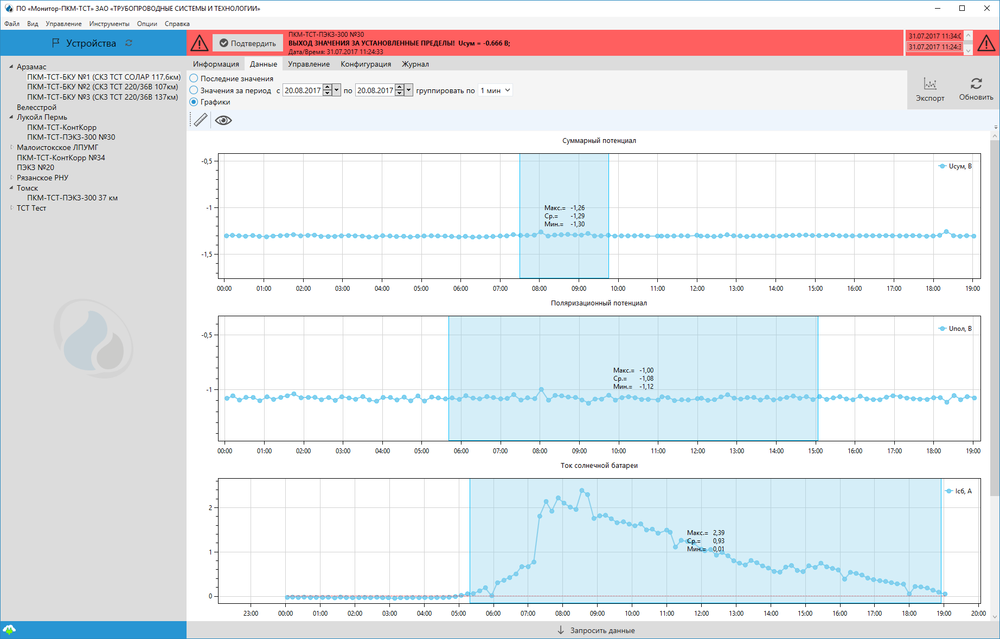 ПО «Монитор-ПКМ-ТСТ» ЗАО «ТРУБОПРОВОДНЫЕ СИСТЕМЫ И ТЕХНОЛОГИИ»
Файл Вид Управление Инструменты Опции Справка
Устройства
Подтвердить
ПКМ-ТСТ-ПЭКЗ-300 №30
ВЫХОД ЗНАЧЕНИЯ ЗА УСТАНОВЛЕННЫЕ ПРЕДЕЛЫ! Uсум = -0.666 В;
Дата/Время: 31.07.2017 11:24:33
31.07.2017 11:34:0
31.07.2017 11:24:3
Арзамас
ПКМ-ТСТ-БКУ №1 (СКЗ ТСТ СОЛАР 117,6км)
ПКМ-ТСТ-БКУ №2 (СКЗ ТСТ 220/36В 107км)
ПКМ-ТСТ-БКУ №3 (СКЗ ТСТ 220/36В 137км)
Велесстрой
Лукойл Пермь
ПКМ-ТСТ-КонтКорр
ПКМ-ТСТ-ПЭКЗ-300 №30
Малоистокское ЛПУМГ
ПКМ-ТСТ-КонтКорр №34
ПЭКЗ №20
Рязанское РНУ
Томск
ПКМ-ТСТ-ПЭКЗ-300 37 км
ТСТ Тест
Информация Данные Управление Конфигурация Журнал
Последние значения
Значения за период с 20.08.2017 по 20.08.2017 группировать по 1 мин
Графики
Экспорт
Обновить
Суммарный потенциал
-0,5
-1
-1,5
Uсум, В
Макс.= -1,26
Ср.= -1,29
Мин.= -1,30
00:00 01:00 02:00 03:00 04:00 05:00 06:00 07:00 08:00 09:00 10:00 11:00 12:00 13:00 14:00 15:00 16:00 17:00 18:00 19:00
Поляризационный потенциал
-0,5
-1
Uпол, В
Макс.= -1,00
Ср.= -1,08
Мин.= -1,12
00:00 01:00 02:00 03:00 04:00 05:00 06:00 07:00 08:00 09:00 10:00 11:00 12:00 13:00 14:00 15:00 16:00 17:00 18:00 19:00
Ток солнечной батареи
2
1
0
Iсб, А
Макс.= 2,39
Ср.= 0,93
Мин.= 0,01
23:00 00:00 01:00 02:00 03:00 04:00 05:00 06:00 07:00 08:00 09:00 10:00 11:00 12:00 13:00 14:00 15:00 16:00 17:00 18:00 19:00 20:00
Запросить данные